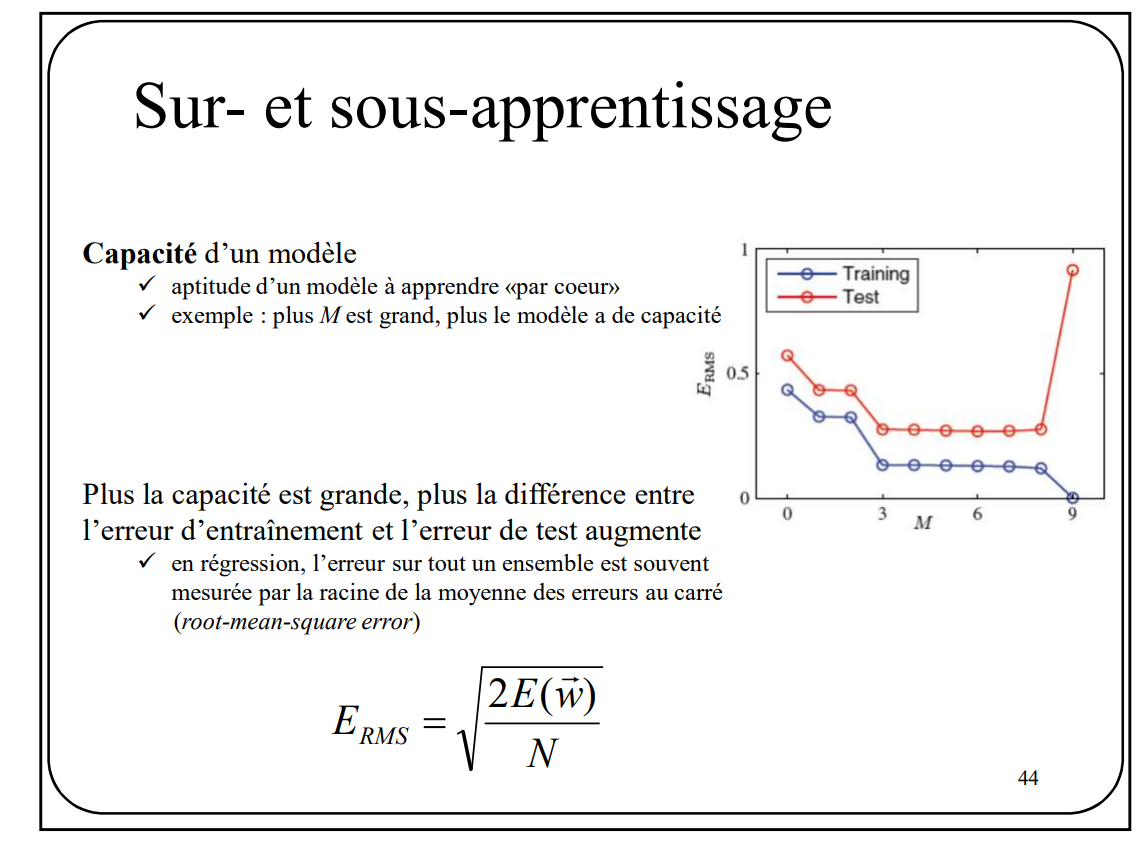 Sur- et sous-apprentissage
Capacité d’un modèle
✓ aptitude d’un modèle à apprendre «par coeur»
✓ exemple : plus M est grand, plus le modèle a de capacité
Plus la capacité est grande, plus la différence entre
l’erreur d’entraînement et l’erreur de test augmente
✓ en régression, l’erreur sur tout un ensemble est souvent
mesurée par la racine de la moyenne des erreurs au carré
(root-mean-square error)
E_RMS = √(2E(w⃗)/N)
Training
Test
E_RMS
1
0.5
0
0 3 6 9
M
44